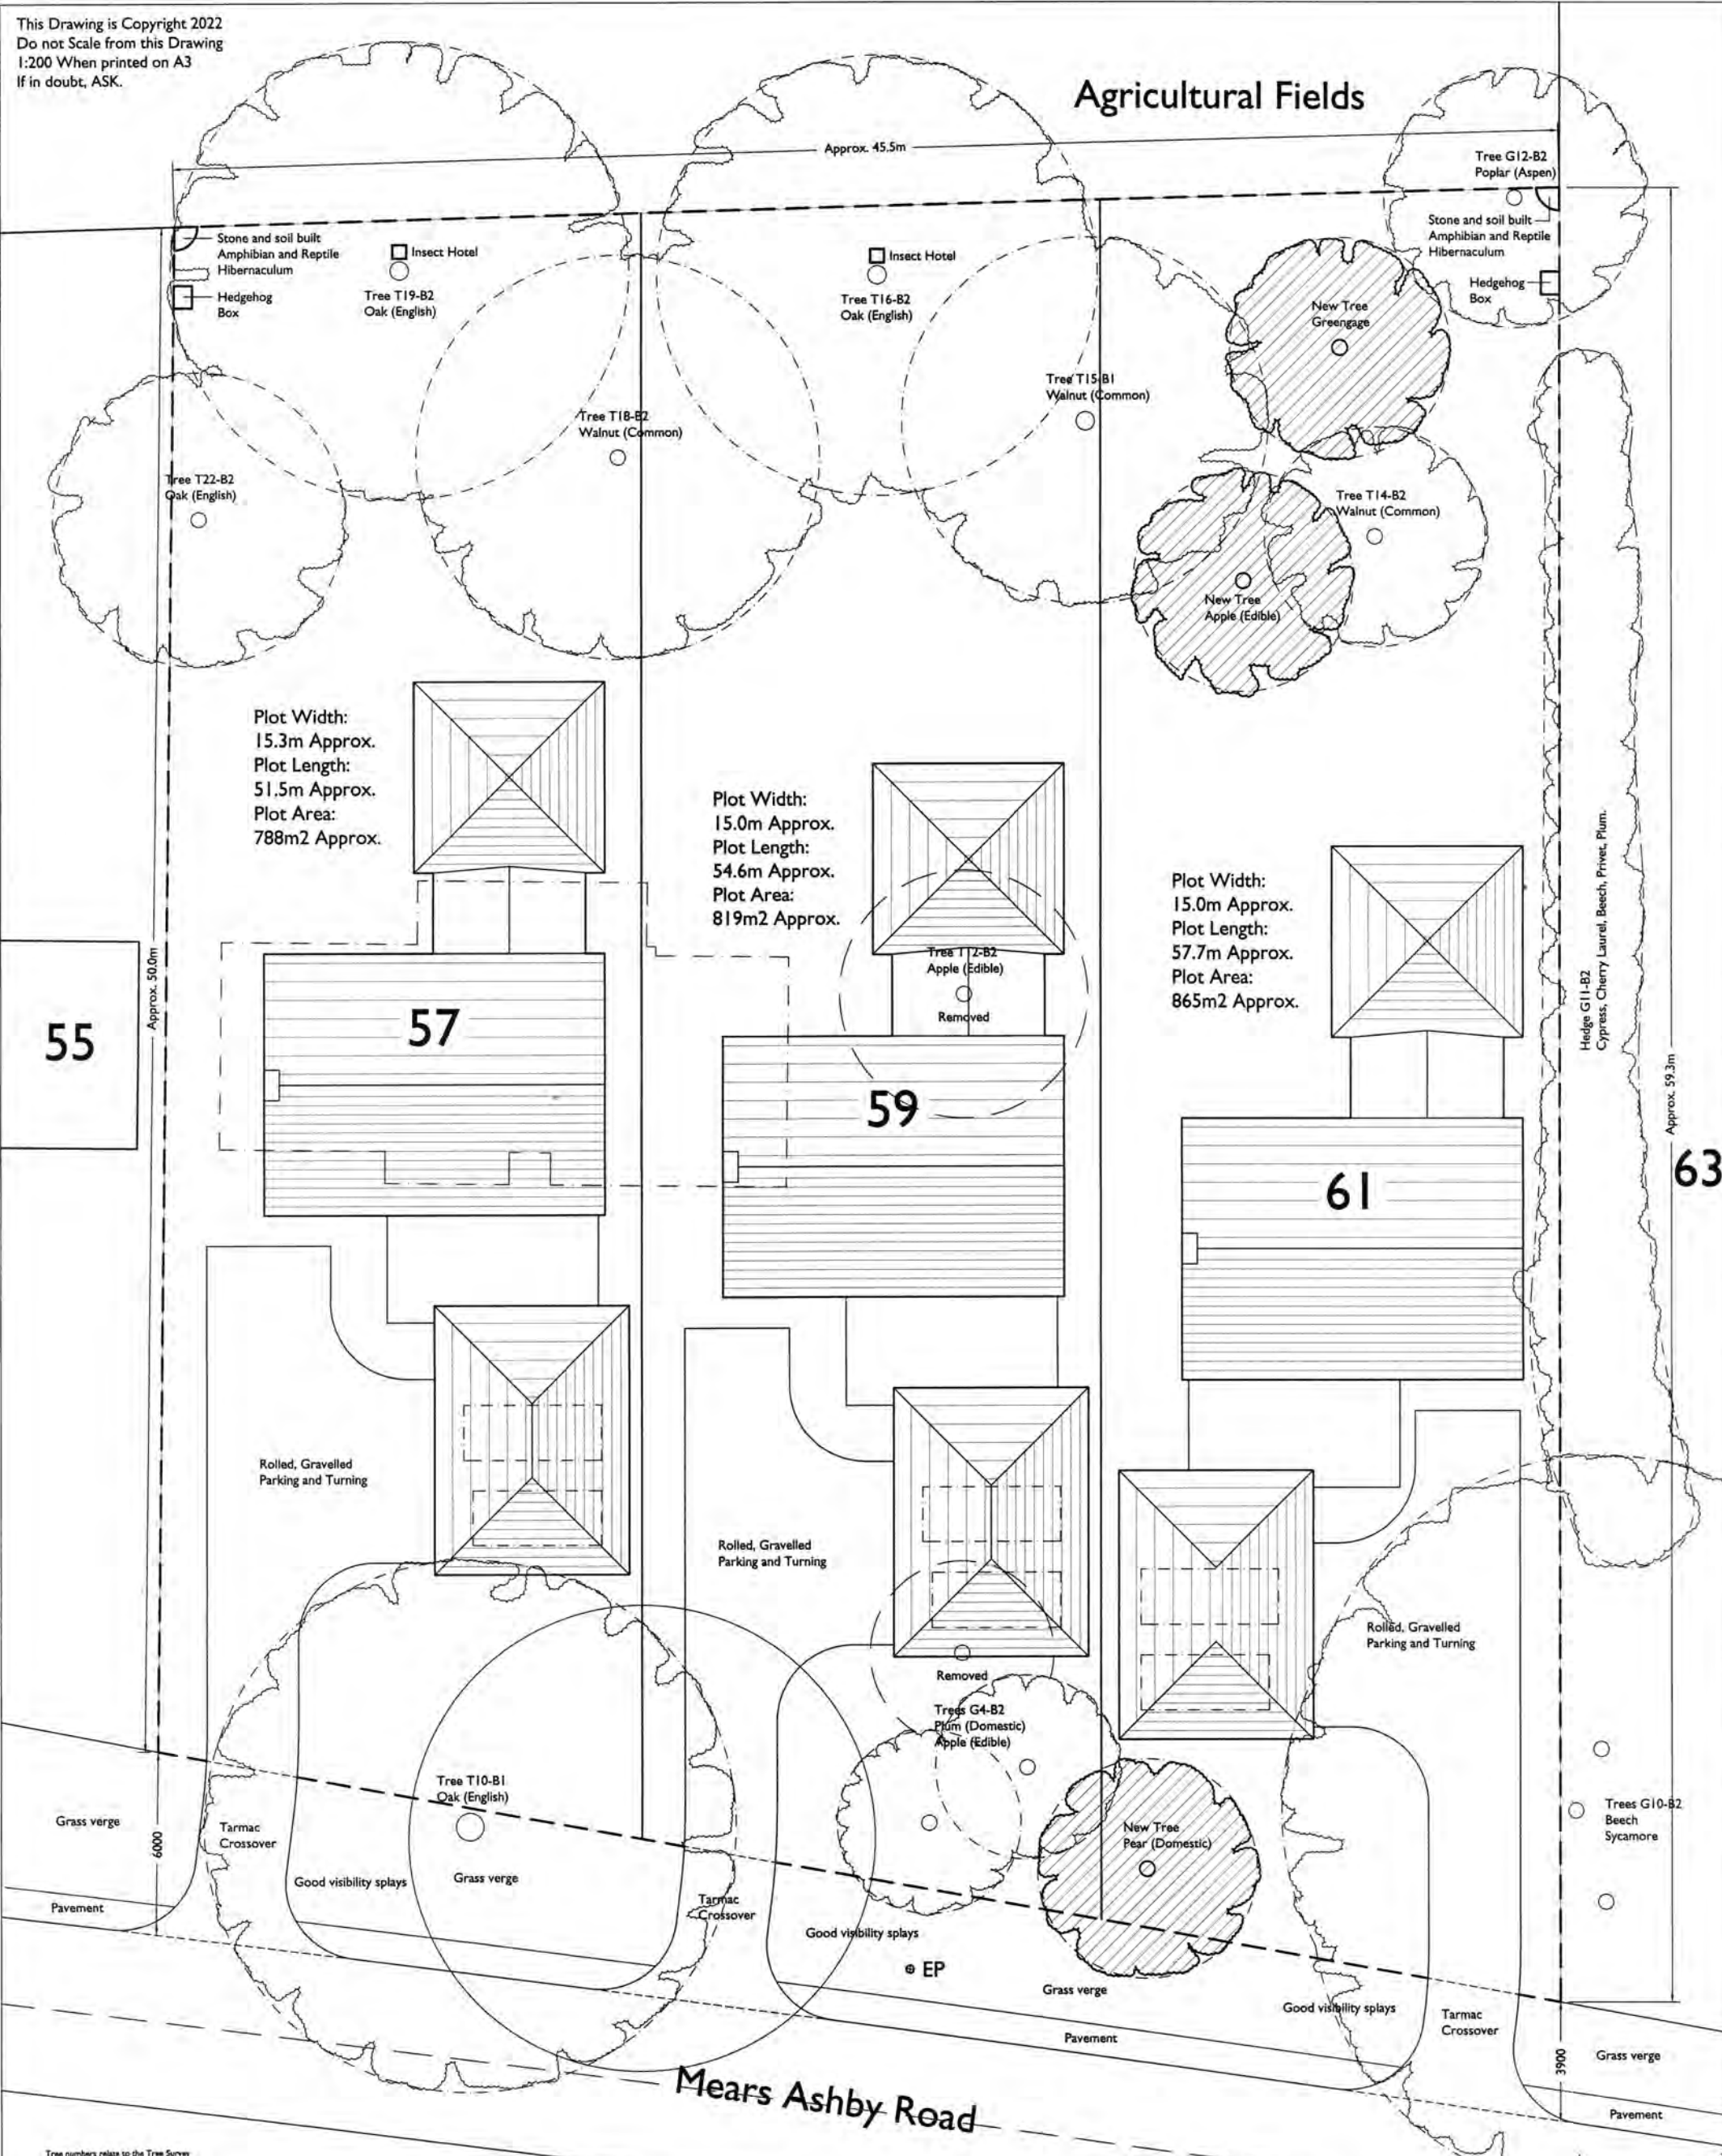 This Drawing is Copyright 2022
Do not Scale from this Drawing
1:200 When printed on A3
If in doubt, ASK.
Agricultural Fields
Approx. 45.5m
Tree G12-B2
Poplar (Aspen)
Stone and soil built
Amphibian and Reptile
Hibernaculum
Hedgehog
Box
Insect Hotel
Tree T19-B2
Oak (English)
Insect Hotel
Tree T16-B2
Oak (English)
Stone and soil built
Amphibian and Reptile
Hibernaculum
Hedgehog
Box
New Tree
Greengage
Tree T15-B1
Walnut (Common)
Tree T18-B2
Walnut (Common)
Tree T22-B2
Oak (English)
Tree T14-B2
Walnut (Common)
New Tree
Apple (Edible)
Plot Width:
15.3m Approx.
Plot Length:
51.5m Approx.
Plot Area:
788m2 Approx.
Plot Width:
15.0m Approx.
Plot Length:
54.6m Approx.
Plot Area:
819m2 Approx.
Plot Width:
15.0m Approx.
Plot Length:
57.7m Approx.
Plot Area:
865m2 Approx.
Hedge G11-B2
Cypress, Cherry Laurel, Beech, Privet, Plum.
Approx. 50.0m
Tree T12-B2
Apple (Edible)
Removed
55
57
59
61
63
Approx. 59.3m
Rolled, Gravelled
Parking and Turning
Rolled, Gravelled
Parking and Turning
Rolled, Gravelled
Parking and Turning
Removed
Trees G4-B2
Plum (Domestic)
Apple (Edible)
Tree T10-B1
Oak (English)
New Tree
Pear (Domestic)
Trees G10-B2
Beech
Sycamore
Grass verge
6000
Tarmac
Crossover
Good visibility splays
Grass verge
Pavement
Tarmac
Crossover
Good visibility splays
EP
Grass verge
Good visibility splays
Tarmac
Crossover
Pavement
3900
Grass verge
Pavement
Mears Ashby Road
Tree numbers relate to the Tree Survey